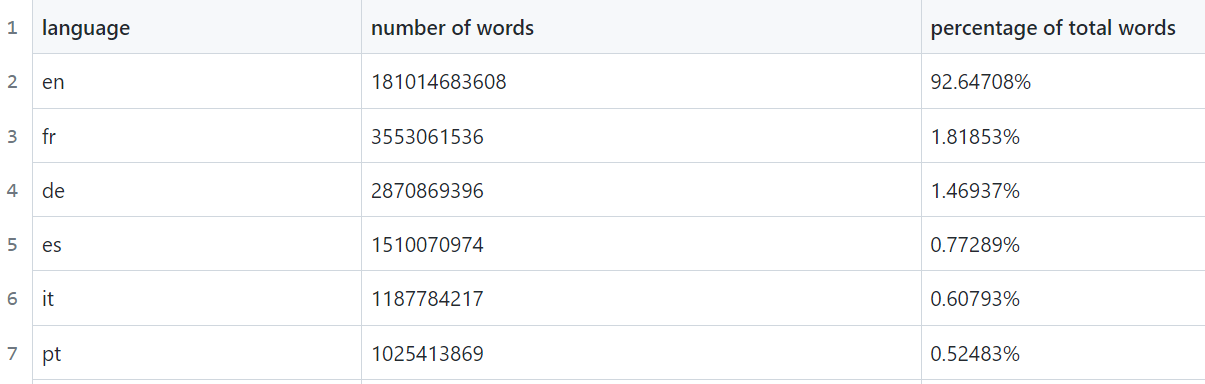 1 language number of words percentage of total words
2 en 181014683608 92.64708%
3 fr 3553061536 1.81853%
4 de 2870869396 1.46937%
5 es 1510070974 0.77289%
6 it 1187784217 0.60793%
7 pt 1025413869 0.52483%